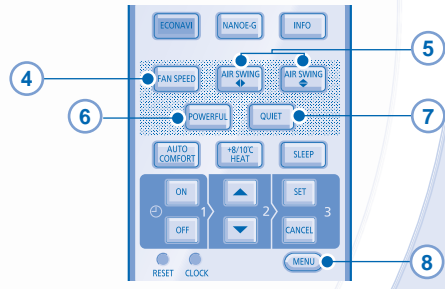 ECONAVI NANOE-G INFO
5
4 FAN SPEED AIR SWING AIR SWING
6 POWERFUL QUIET 7
AUTO COMFORT +8/10℃ HEAT SLEEP
ON SET
1 2 3
OFF CANCEL
RESET CLOCK MENU 8